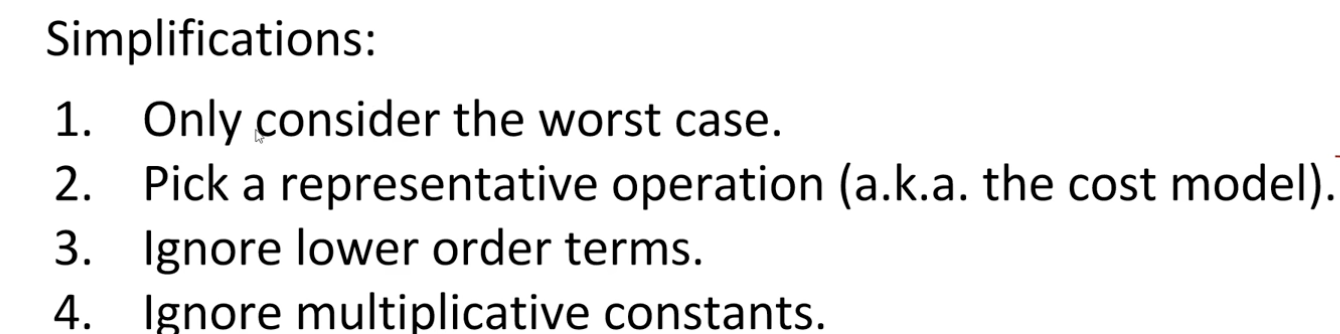 Simplifications:
1. Only consider the worst case.
2. Pick a representative operation (a.k.a. the cost model).
3. Ignore lower order terms.
4. Ignore multiplicative constants.